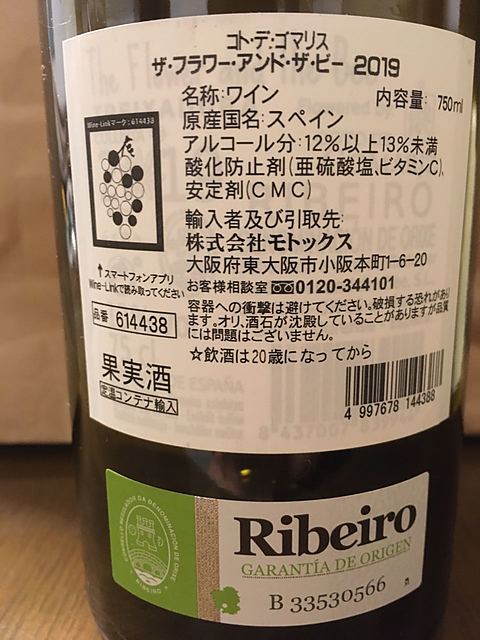 コト・デ・ゴマリス
ザ・フラワー・アンド・ザ・ビー 2019
名称:ワイン 内容量: 750ml
原産国名:スペイン
アルコール分:12%以上13%未満
酸化防止剤(亜硫酸塩、ビタミンC)、
安定剤(CMC)
輸入者及び引取先:
株式会社モトックス
大阪府東大阪市小阪本町1-6-20
お客様相談室 0120-344101
容器への衝撃は避けてください。破損する恐れがあり
ます。オリ、酒石が沈殿していることがありますが品質
には問題はございません。
☆飲酒は20歳になってから
Wine-Linkマーク:614438
↑スマートフォンアプリ
Wine-Linkで読み取ってください
品番 614438
果実酒
定温コンテナ輸入
4 997678 144388
Ribeiro
GARANTÍA DE ORIGEN
B 33530566
RIBEIRO